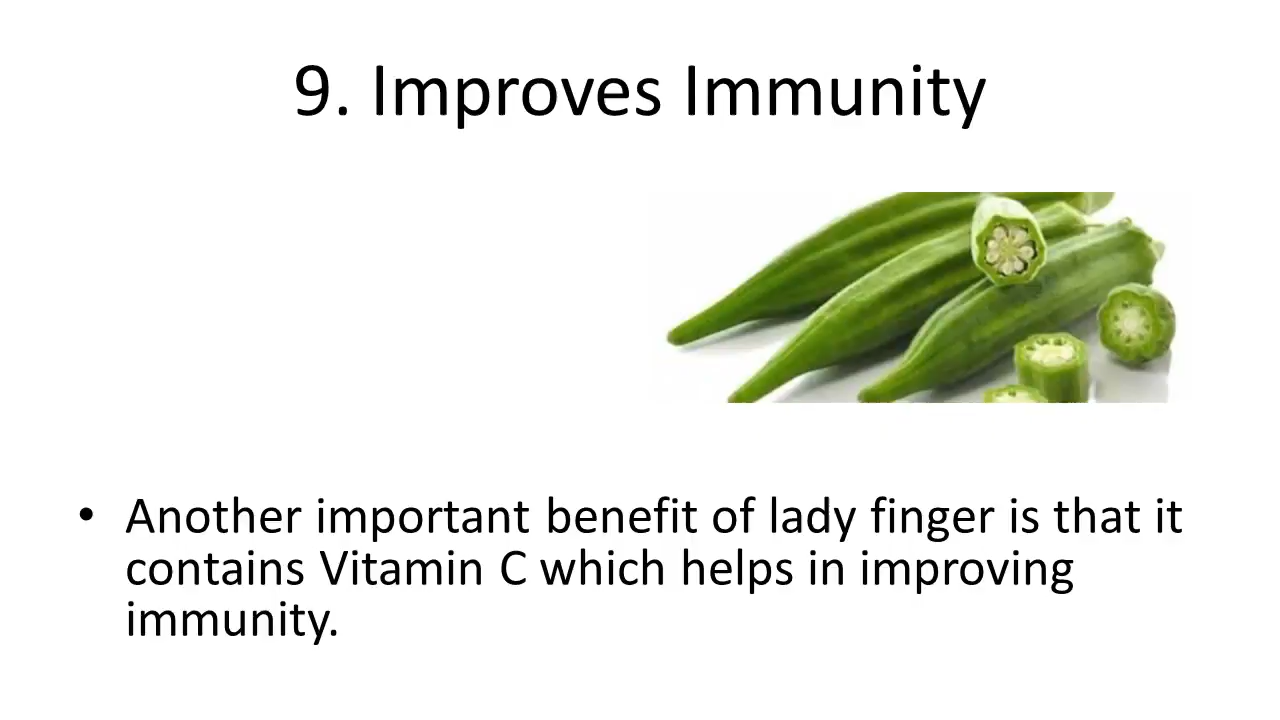 9. Improves Immunity
• Another important benefit of lady finger is that it
contains Vitamin C which helps in improving
immunity.